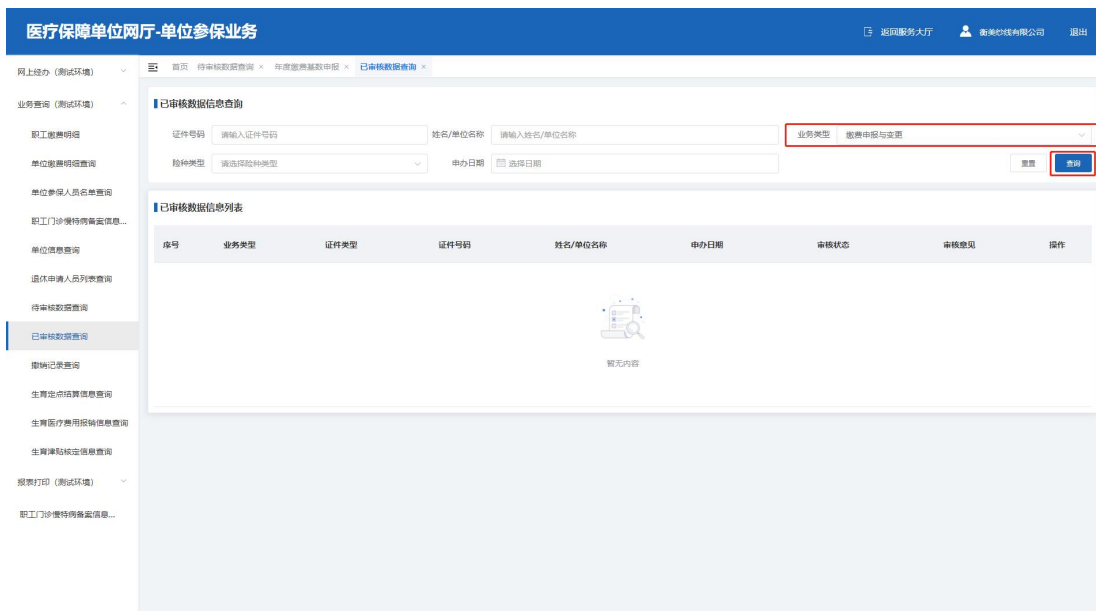 医疗保障单位网厅-单位参保业务
返回服务大厅 衡美纱线有限公司 退出
网上经办（测试环境）
首页 待审核数据查询 × 年度缴费基数申报 × 已审核数据查询 ×
业务查询（测试环境）
职工缴费明细
单位缴费明细查询
单位参保人员名单查询
职工门诊慢特病备案信息...
单位信息查询
退休申请人员列表查询
待审核数据查询
已审核数据查询
撤销记录查询
生育定点结算信息查询
生育医疗费用报销信息查询
生育津贴核定信息查询
报表打印（测试环境）
职工门诊慢特病备案信息...
已审核数据信息查询
证件号码 请输入证件号码 姓名/单位名称 请输入姓名/单位名称 业务类型 缴费申报与变更
险种类型 请选择险种类型 申办日期 选择日期 重置 查询
已审核数据信息列表
序号 业务类型 证件类型 证件号码 姓名/单位名称 申办日期 审核状态 审核意见 操作
暂无内容